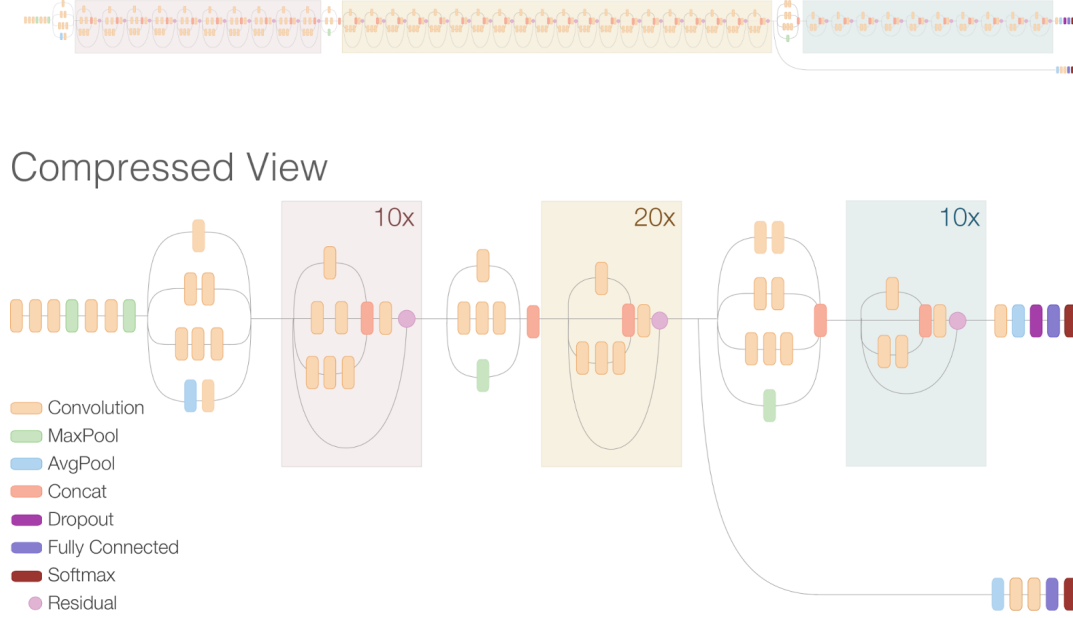 Compressed View
10x
20x
10x
Convolution
MaxPool
AvgPool
Concat
Dropout
Fully Connected
Softmax
Residual